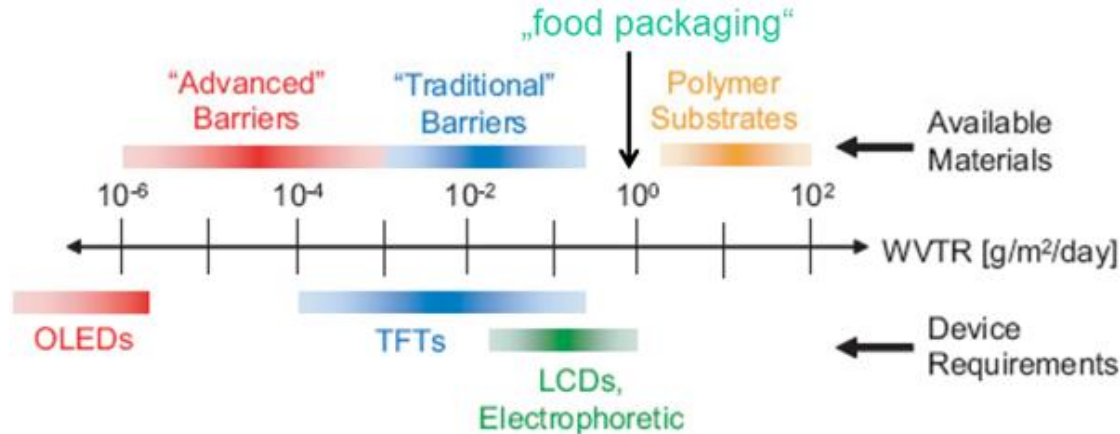 „food packaging“
“Advanced”
Barriers
“Traditional”
Barriers
Polymer
Substrates
Available
Materials
10⁻⁶ 10⁻⁴ 10⁻² 10⁰ 10²
WVTR [g/m²/day]
OLEDs
TFTs
LCDs,
Electrophoretic
Device
Requirements